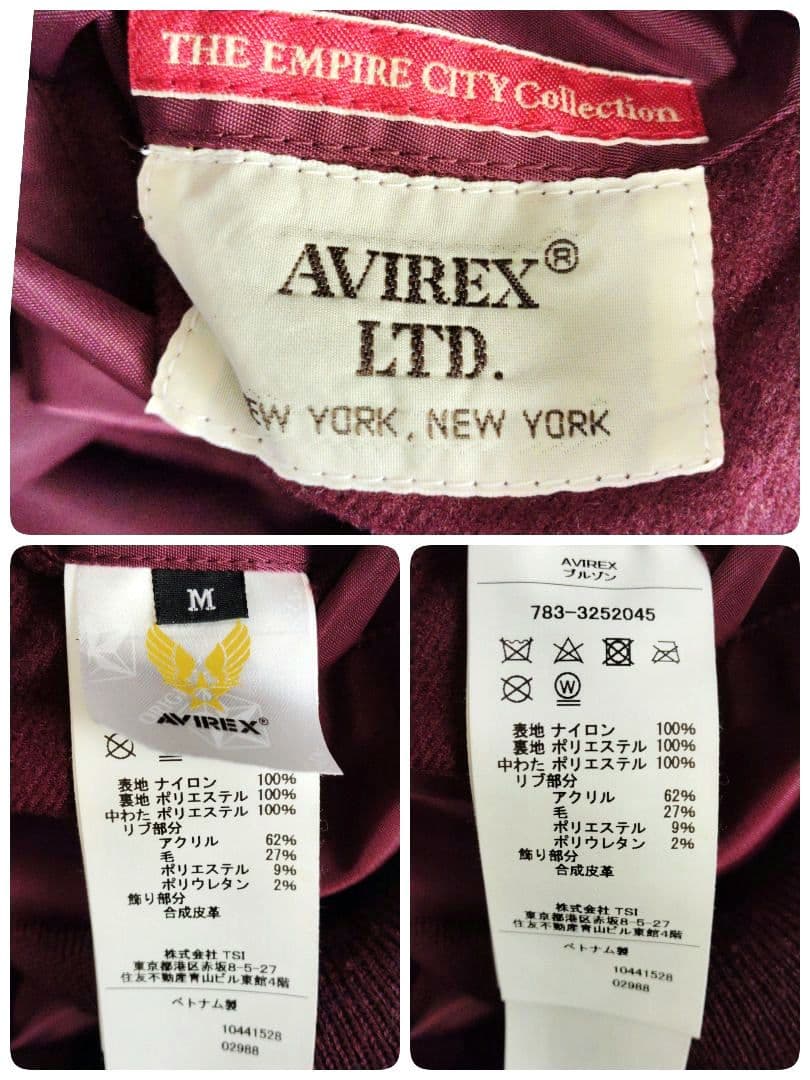 THE EMPIRE CITY Collection
AVIREX®
LTD.
EW YORK, NEW YORK
M
AVIREX®
表地 ナイロン 100%
裏地 ポリエステル 100%
中わた ポリエステル 100%
リブ部分
アクリル 62%
毛 27%
ポリエステル 9%
ポリウレタン 2%
飾り部分
合成皮革
株式会社 TSI
東京都港区赤坂8-5-27
住友不動産青山ビル東館4階
ベトナム製
10441528
02988
AVIREX
ブルゾン
783-3252045
W
表地 ナイロン 100%
裏地 ポリエステル 100%
中わた ポリエステル 100%
リブ部分
アクリル 62%
毛 27%
ポリエステル 9%
ポリウレタン 2%
飾り部分
合成皮革
株式会社 TSI
東京都港区赤坂8-5-27
住友不動産青山ビル東館4階
ベトナム製
10441528
02988